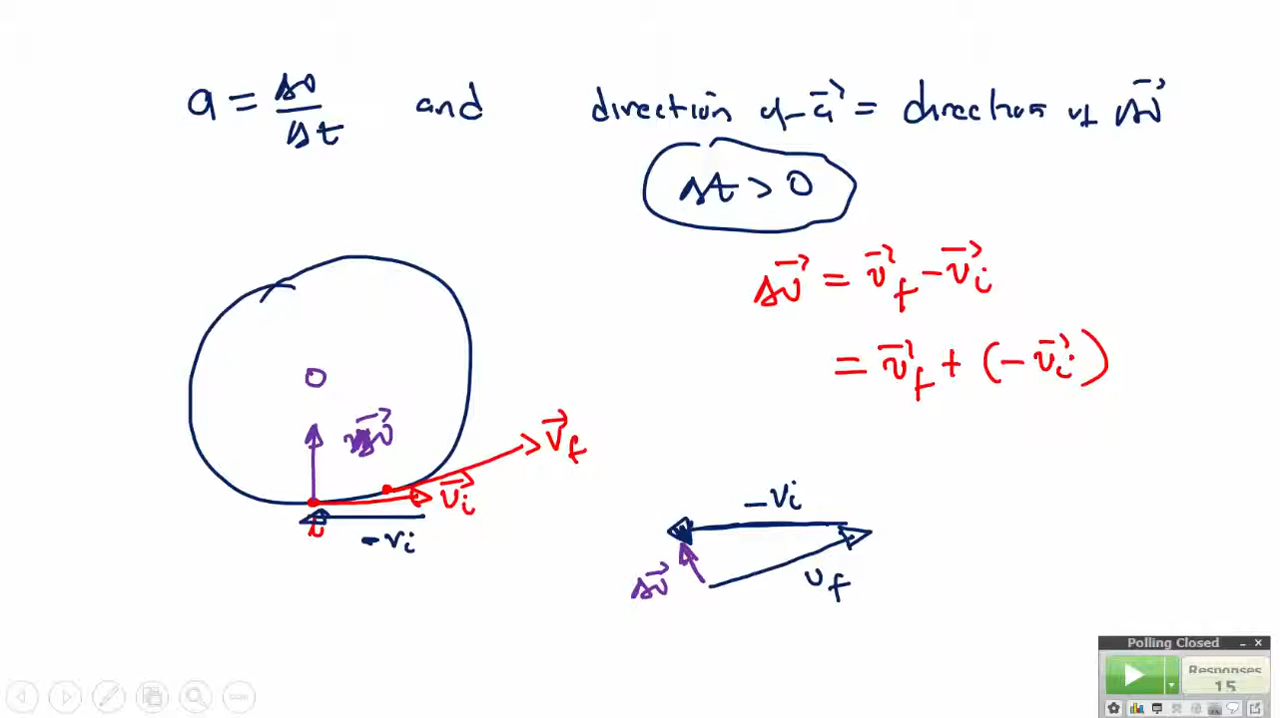 a = Δv/Δt and direction of a⃗ = direction of Δv⃗
Δt > 0
Δv⃗ = v⃗f - v⃗i
= v⃗f + (-v⃗i)
O
Δv⃗
v⃗f
v⃗i
i
-vi
-vi
Δv⃗
vf
Polling Closed
Responses
15